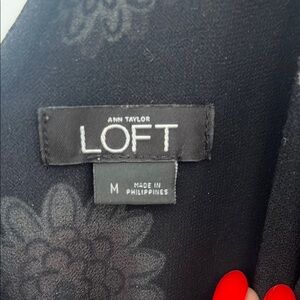 ANN TAYLOR
LOFT
M MADE IN
PHILIPPINES